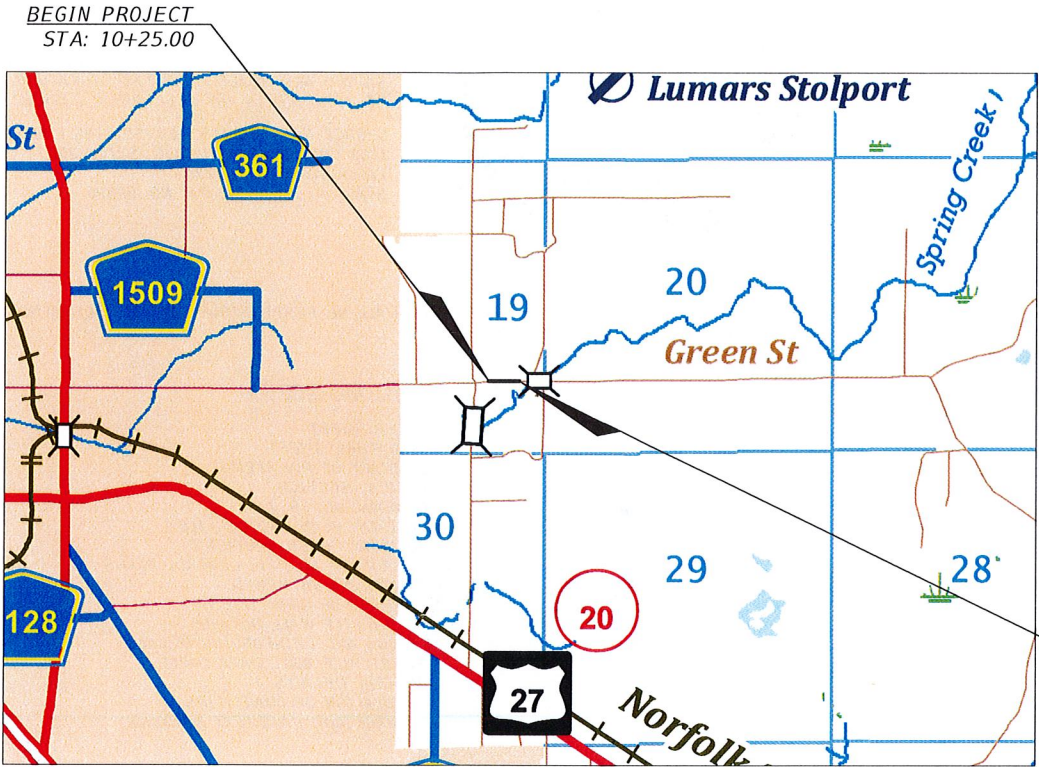 BEGIN PROJECT
STA: 10+25.00
Lumars Stolport
St
361
Spring Creek
1509
19
20
Green St
30
29
28
128
20
27
Norfolk